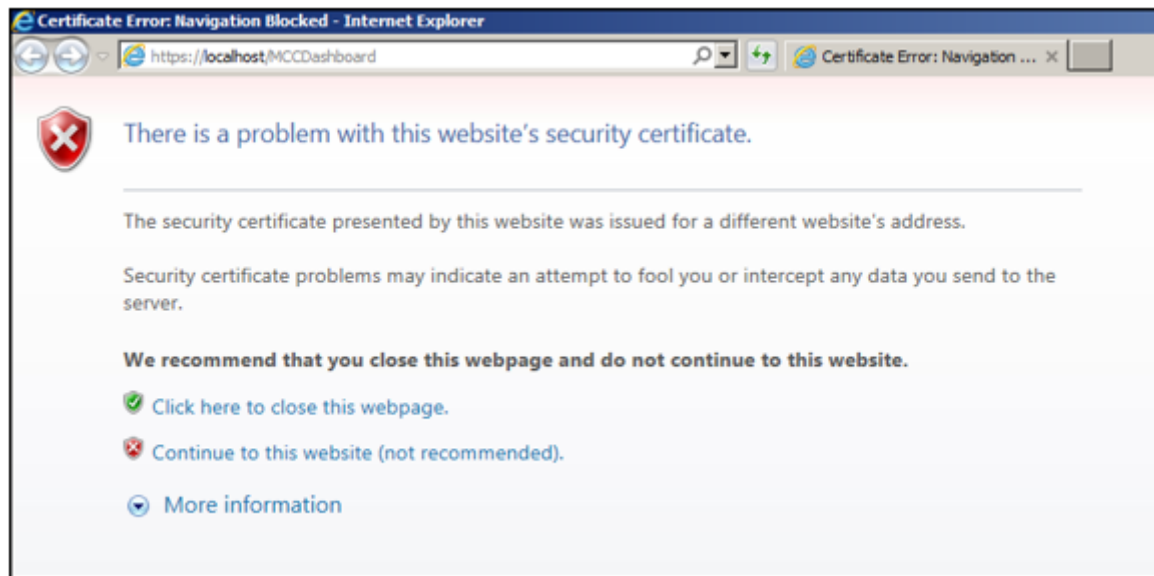 Certificate Error: Navigation Blocked - Internet Explorer
https://localhost/MCCDashboard
Certificate Error: Navigation ...
There is a problem with this website's security certificate.
The security certificate presented by this website was issued for a different website's address.
Security certificate problems may indicate an attempt to fool you or intercept any data you send to the
server.
We recommend that you close this webpage and do not continue to this website.
Click here to close this webpage.
Continue to this website (not recommended).
More information